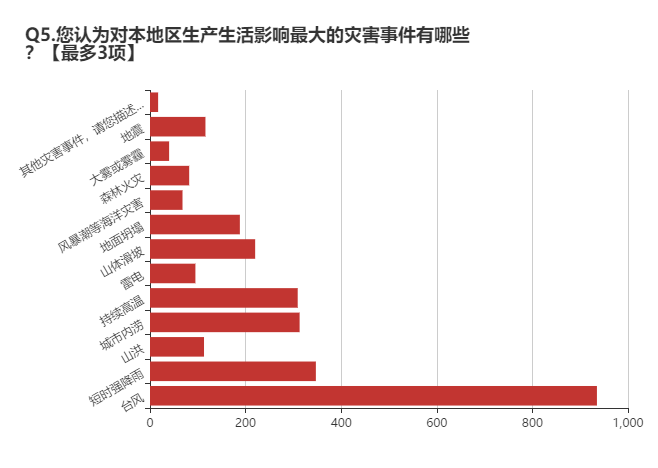 Q5.您认为对本地区生产生活影响最大的灾害事件有哪些
？【最多3项】
其他灾害事件，请您描述...
地震
大雾或雾霾
森林火灾
风暴潮等海洋灾害
地面坍塌
山体滑坡
雷电
持续高温
城市内涝
山洪
短时强降雨
台风
0 200 400 600 800 1,000